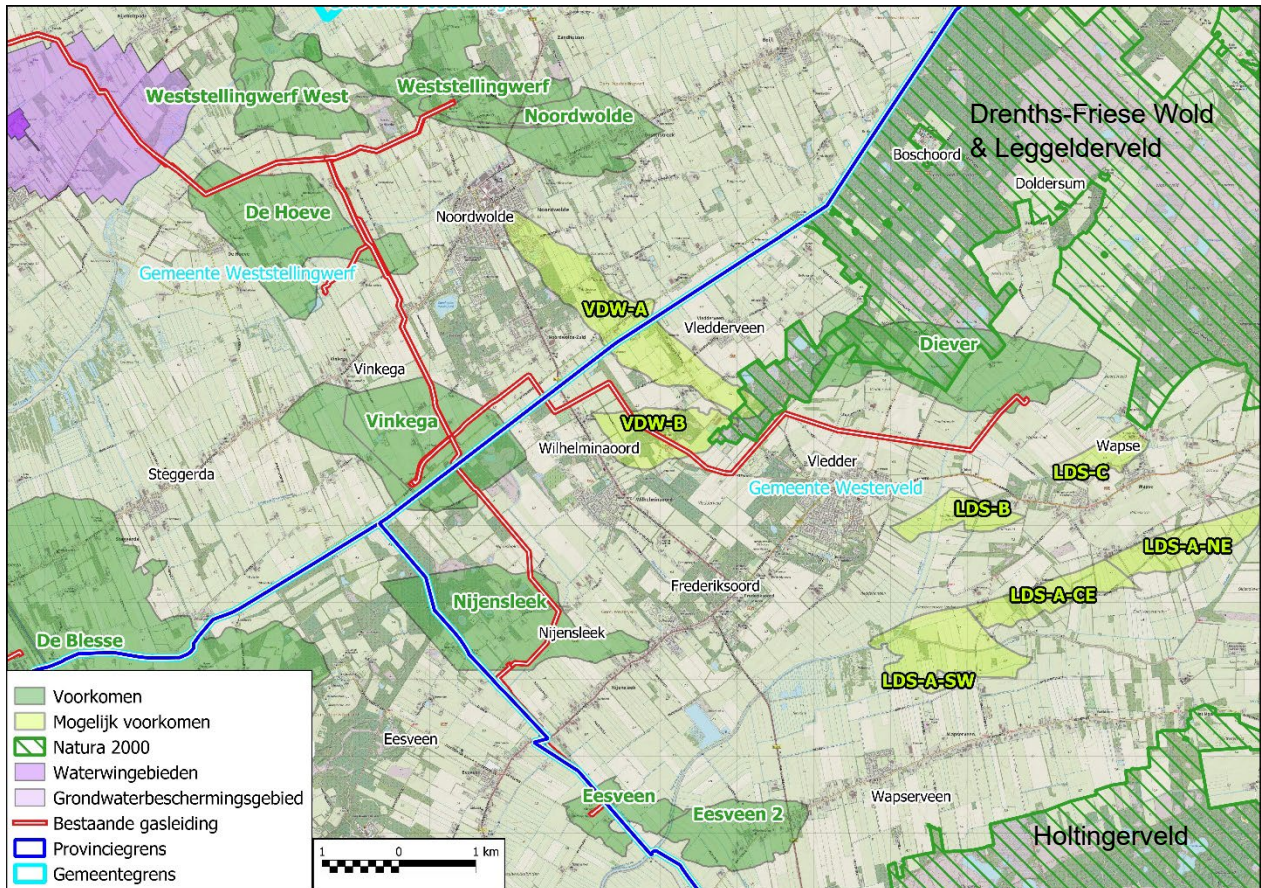 Weststellingwerf West
Weststellingwerf
Noordwolde
Drenths-Friese Wold
& Leggelderveld
Boschoord
Doldersum
De Hoeve
Noordwolde
Gemeente Weststellingwerf
VDW-A
Vledderveen
Diever
Vinkega
Vinkega
VDW-B
Wilhelminaoord
Wapse
Steggerda
Vledder
LDS-C
Gemeente Westerveld
LDS-B
LDS-A-NE
Frederiksoord
LDS-A-CE
Nijensleek
Nijensleek
De Blesse
LDS-A-SW
Eesveen
Wapserveen
Eesveen
Eesveen 2
Holtingerveld
Voorkomen
Mogelijk voorkomen
Natura 2000
Waterwingebieden
Grondwaterbeschermingsgebied
Bestaande gasleiding
Provinciegrens
Gemeentegrens
1 0 1 km